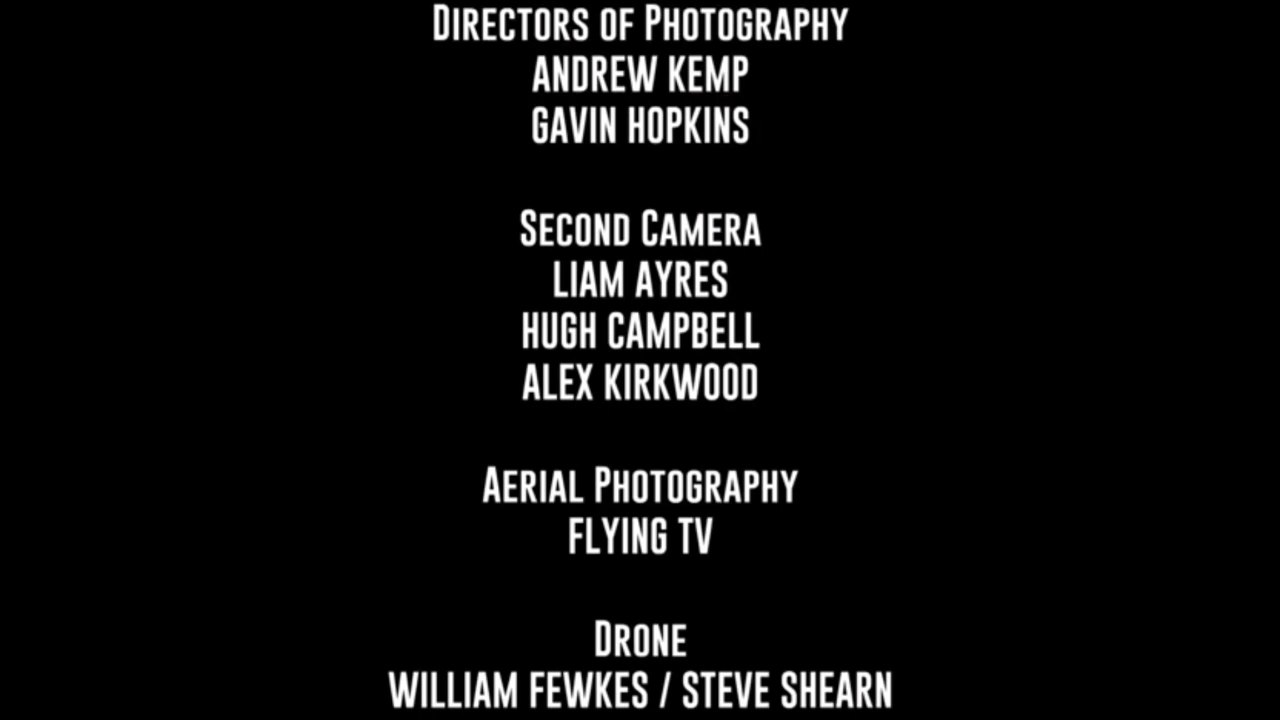 Directors of Photography
ANDREW KEMP
GAVIN HOPKINS
Second Camera
LIAM AYRES
HUGH CAMPBELL
ALEX KIRKWOOD
Aerial Photography
FLYING TV
Drone
WILLIAM FEWKES / STEVE SHEARN